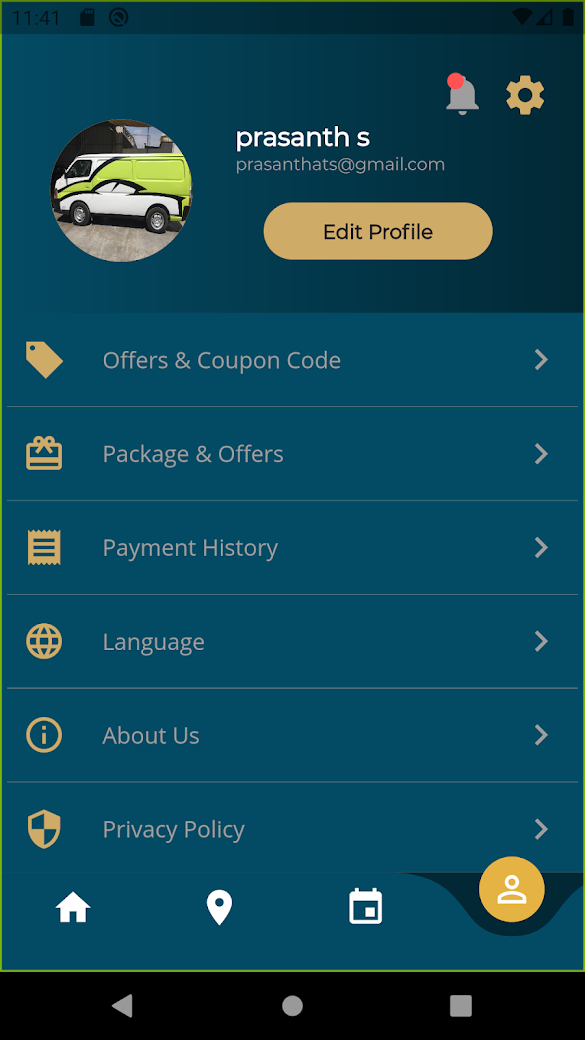 11:41
prasanth s
prasanthats@gmail.com
Edit Profile
Offers & Coupon Code
Package & Offers
Payment History
Language
About Us
Privacy Policy